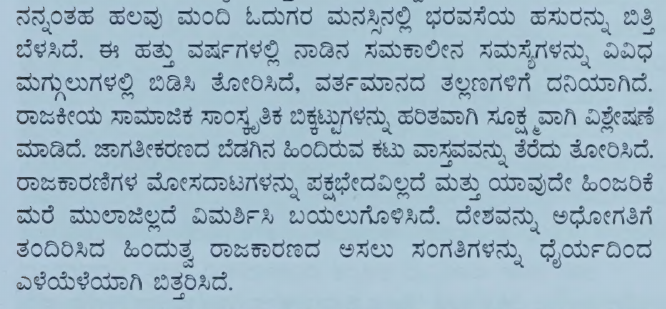 ನನ್ನಂತಹ ಹಲವು ಮಂದಿ ಓದುಗರ ಮನಸ್ಸಿನಲ್ಲಿ ಭರವಸೆಯ ಹಸುರನ್ನು ಬಿತ್ತಿ
ಬೆಳಸಿದೆ. ಈ ಹತ್ತು ವರ್ಷಗಳಲ್ಲಿ ನಾಡಿನ ಸಮಕಾಲೀನ ಸಮಸ್ಯೆಗಳನ್ನು ವಿವಿಧ
ಮಗ್ಗುಲುಗಳಲ್ಲಿ ಬಿಡಿಸಿ ತೋರಿಸಿದೆ, ವರ್ತಮಾನದ ತಲ್ಲಣಗಳಿಗೆ ದನಿಯಾಗಿದೆ.
ರಾಜಕೀಯ ಸಾಮಾಜಿಕ ಸಾಂಸ್ಕೃತಿಕ ಬಿಕ್ಕಟ್ಟುಗಳನ್ನು ಹರಿತವಾಗಿ ಸೂಕ್ಷ್ಮವಾಗಿ ವಿಶ್ಲೇಷಣೆ
ಮಾಡಿದೆ. ಜಾಗತೀಕರಣದ ಬೆಡಗಿನ ಹಿಂದಿರುವ ಕಟು ವಾಸ್ತವವನ್ನು ತೆರೆದು ತೋರಿಸಿದೆ.
ರಾಜಕಾರಣಿಗಳ ಮೋಸದಾಟಗಳನ್ನು ಪಕ್ಷಭೇದವಿಲ್ಲದೆ ಮತ್ತು ಯಾವುದೇ ಹಿಂಜರಿಕೆ
ಮರೆ ಮುಲಾಜಿಲ್ಲದೆ ವಿಮರ್ಶಿಸಿ ಬಯಲುಗೊಳಿಸಿದೆ. ದೇಶವನ್ನು ಅಧೋಗತಿಗೆ
ತಂದಿರಿಸಿದ ಹಿಂದುತ್ವ ರಾಜಕಾರಣದ ಅಸಲು ಸಂಗತಿಗಳನ್ನು ಧೈರ್ಯದಿಂದ
ಎಳೆಯೆಳೆಯಾಗಿ ಬಿತ್ತರಿಸಿದೆ.